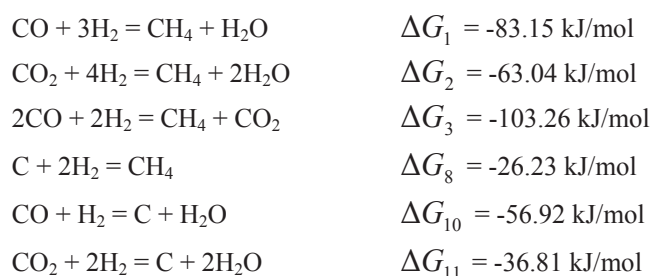 CO + 3H₂ = CH₄ + H₂O ΔG₁ = -83.15 kJ/mol
CO₂ + 4H₂ = CH₄ + 2H₂O ΔG₂ = -63.04 kJ/mol
2CO + 2H₂ = CH₄ + CO₂ ΔG₃ = -103.26 kJ/mol
C + 2H₂ = CH₄ ΔG₈ = -26.23 kJ/mol
CO + H₂ = C + H₂O ΔG₁₀ = -56.92 kJ/mol
CO₂ + 2H₂ = C + 2H₂O ΔG₁₁ = -36.81 kJ/mol